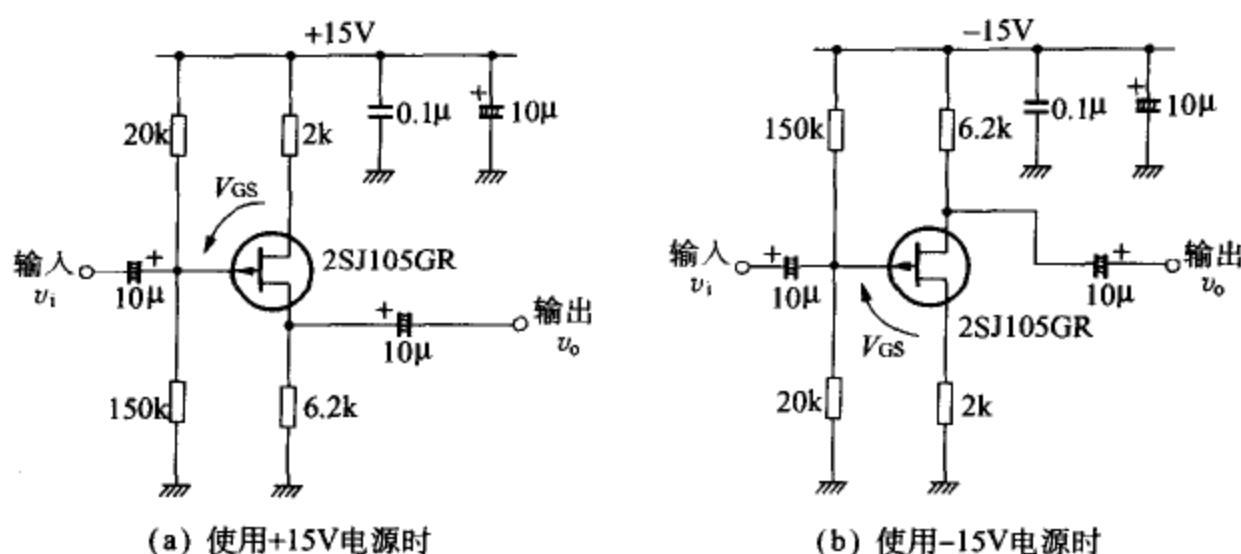 +15V
20k
2k
0.1μ
+
10μ
VGS
输入
vi
+
10μ
2SJ105GR
+
10μ
输出
vo
150k
6.2k
(a) 使用+15V电源时
-15V
150k
6.2k
0.1μ
+
10μ
输入
vi
+
10μ
2SJ105GR
VGS
+
10μ
输出
vo
20k
2k
(b) 使用-15V电源时